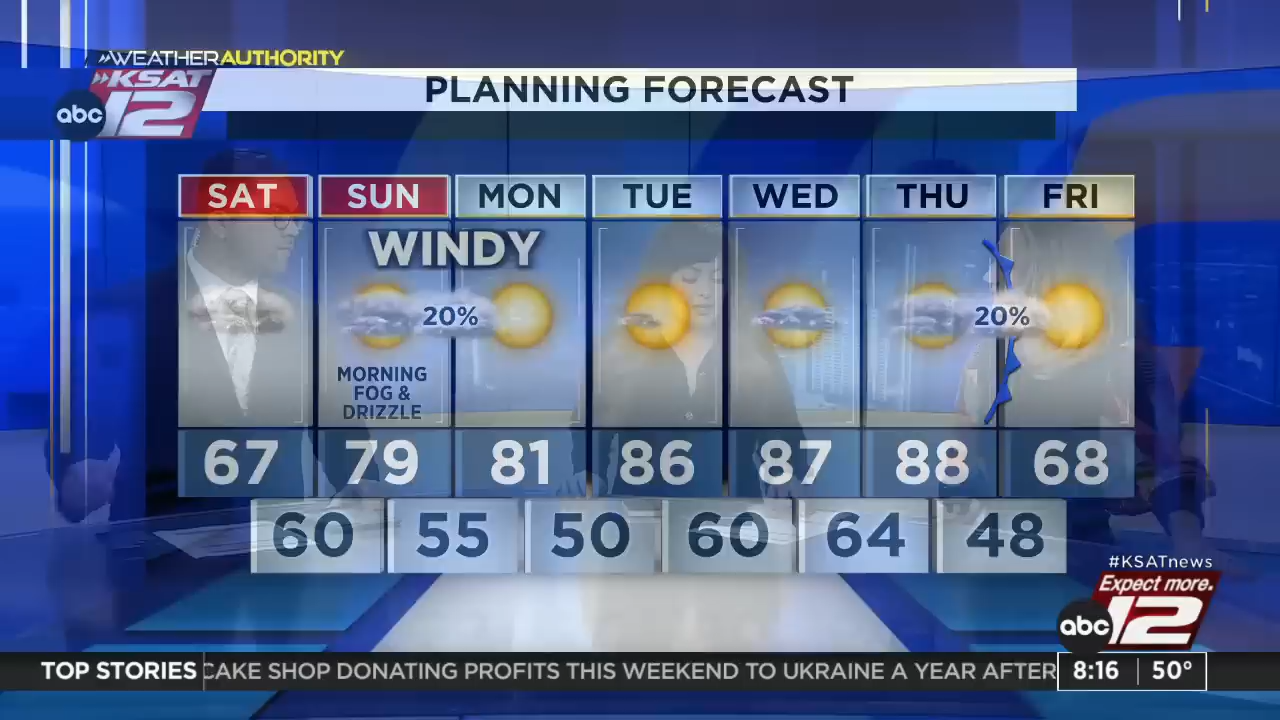 WEATHERAUTHORITY
KSAT
abc 12
PLANNING FORECAST
SAT SUN MON TUE WED THU FRI
WINDY
20% 20%
MORNING
FOG &
DRIZZLE
67 79 81 86 87 88 68
60 55 50 60 64 48
#KSATnews
Expect more.
abc 12
TOP STORIES CAKE SHOP DONATING PROFITS THIS WEEKEND TO UKRAINE A YEAR AFTER 8:16 50°